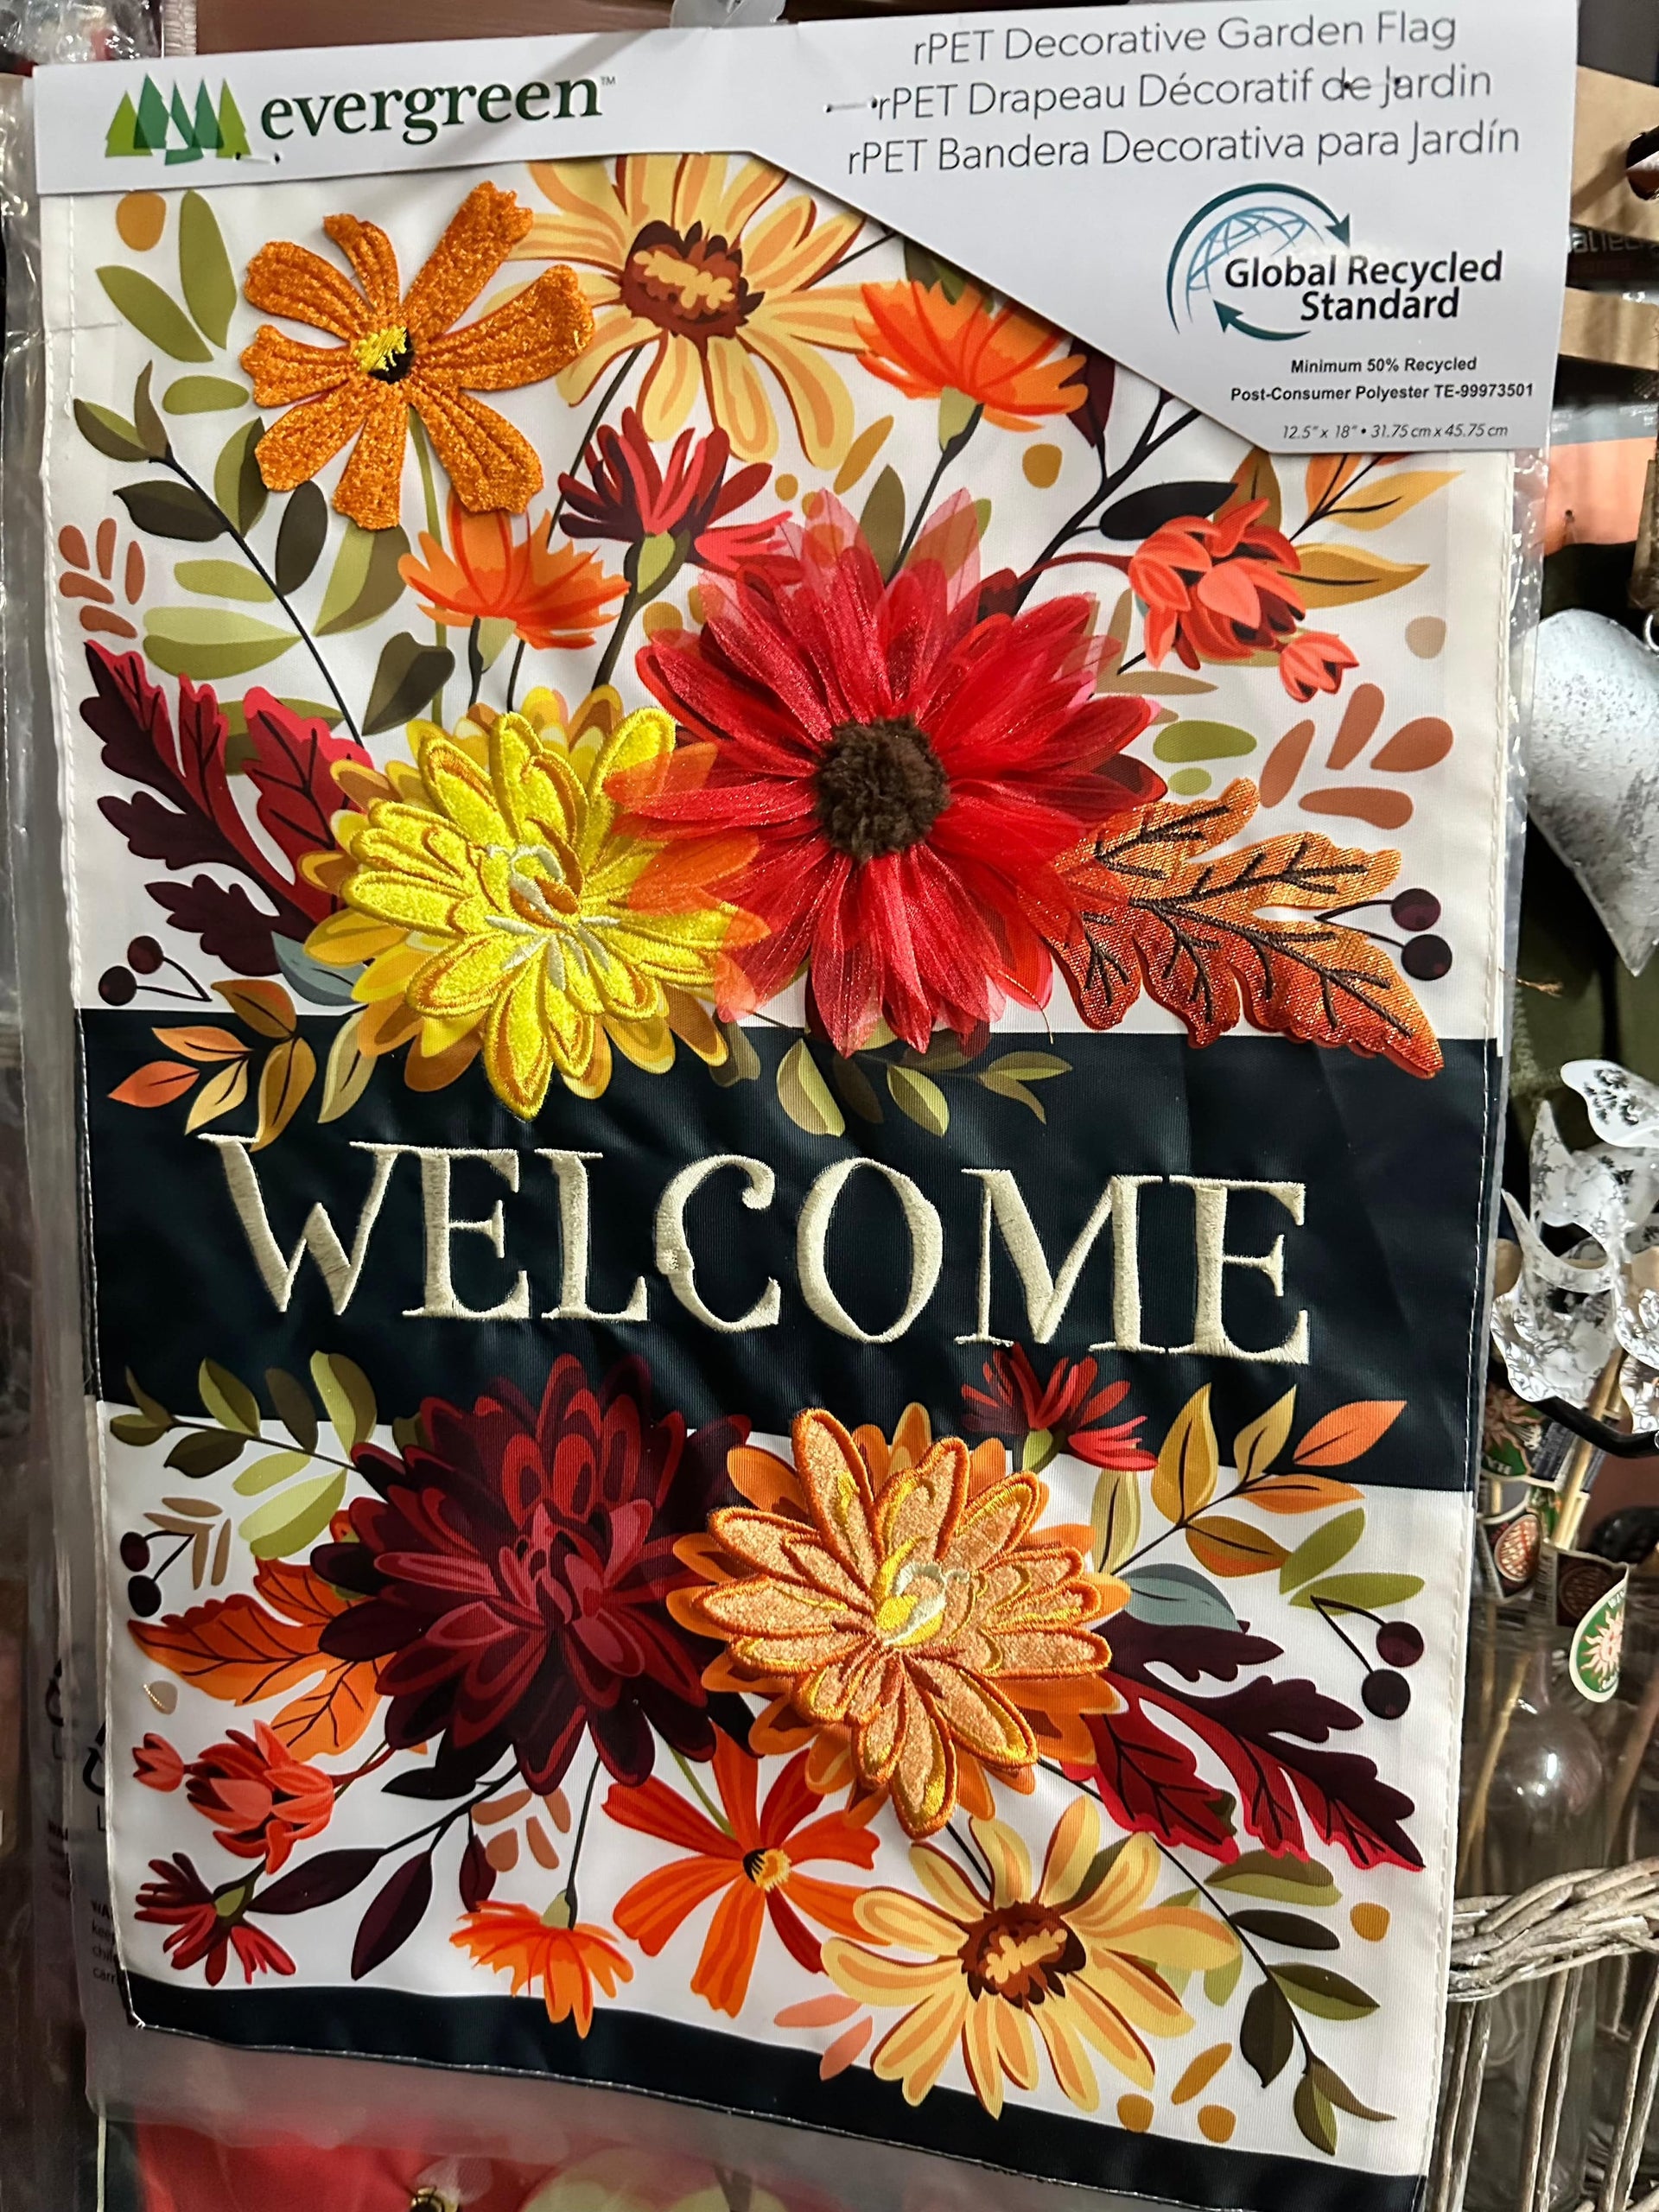 evergreen™
rPET Decorative Garden Flag
rPET Drapeau Décoratif de Jardin
rPET Bandera Decorativa para Jardín
Global Recycled
Standard
Minimum 50% Recycled
Post-Consumer Polyester TE-99973501
12.5" x 18" • 31.75 cm x 45.75 cm
WELCOME